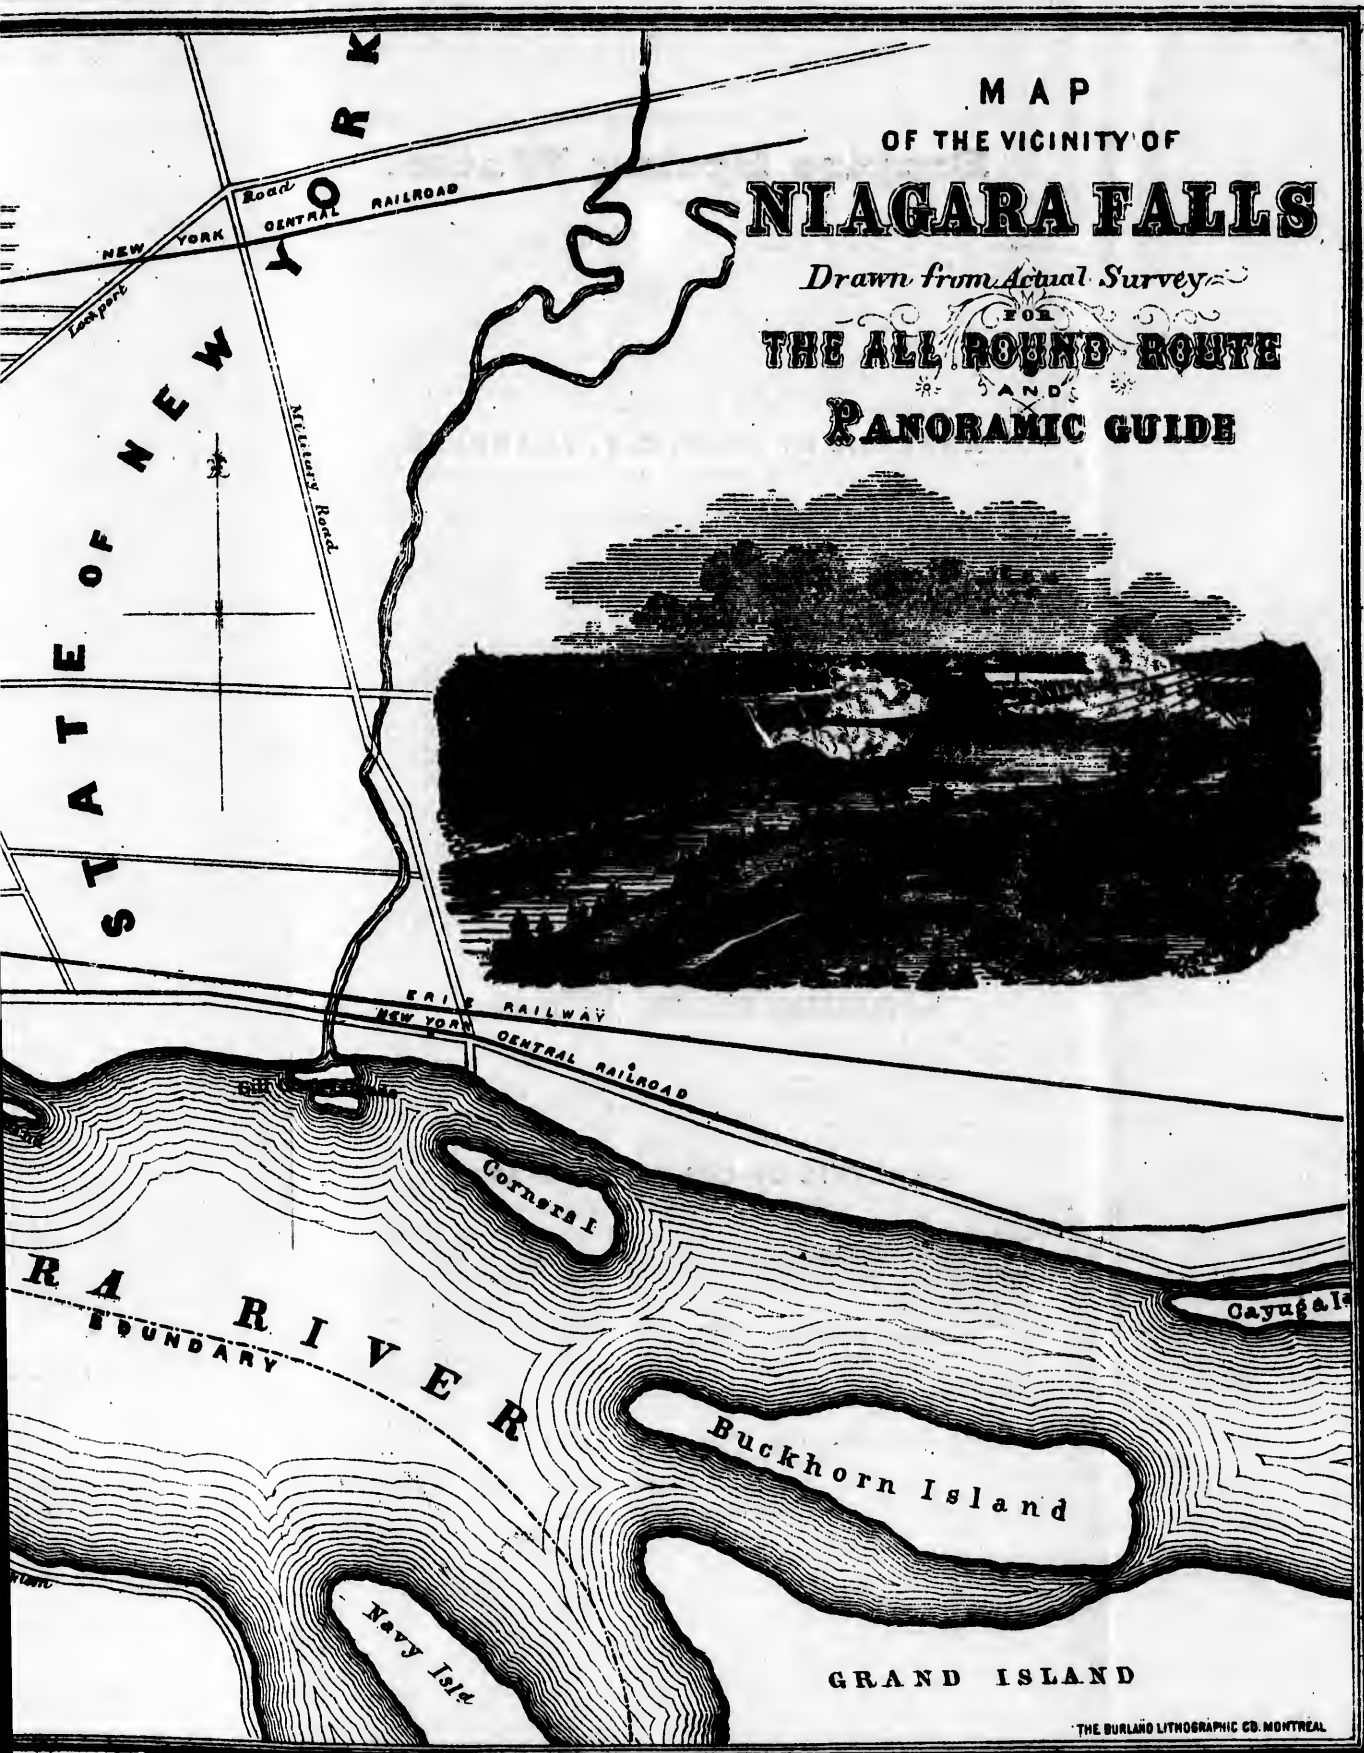 MAP
OF THE VICINITY OF
NIAGARA FALLS
Drawn from Actual Survey
FOR
THE ALL ROUND ROUTE
AND
PANORAMIC GUIDE
STATE OF NEW YORK
Road
NEW YORK CENTRAL RAILROAD
Lockport
Military Road
ERIE RAILWAY
NEW YORK CENTRAL RAILROAD
Conners I
Cayuga Is
RA RIVER
BOUNDARY
Buckhorn Island
Navy Isld
GRAND ISLAND
THE BURLAND LITHOGRAPHIC CO. MONTREAL